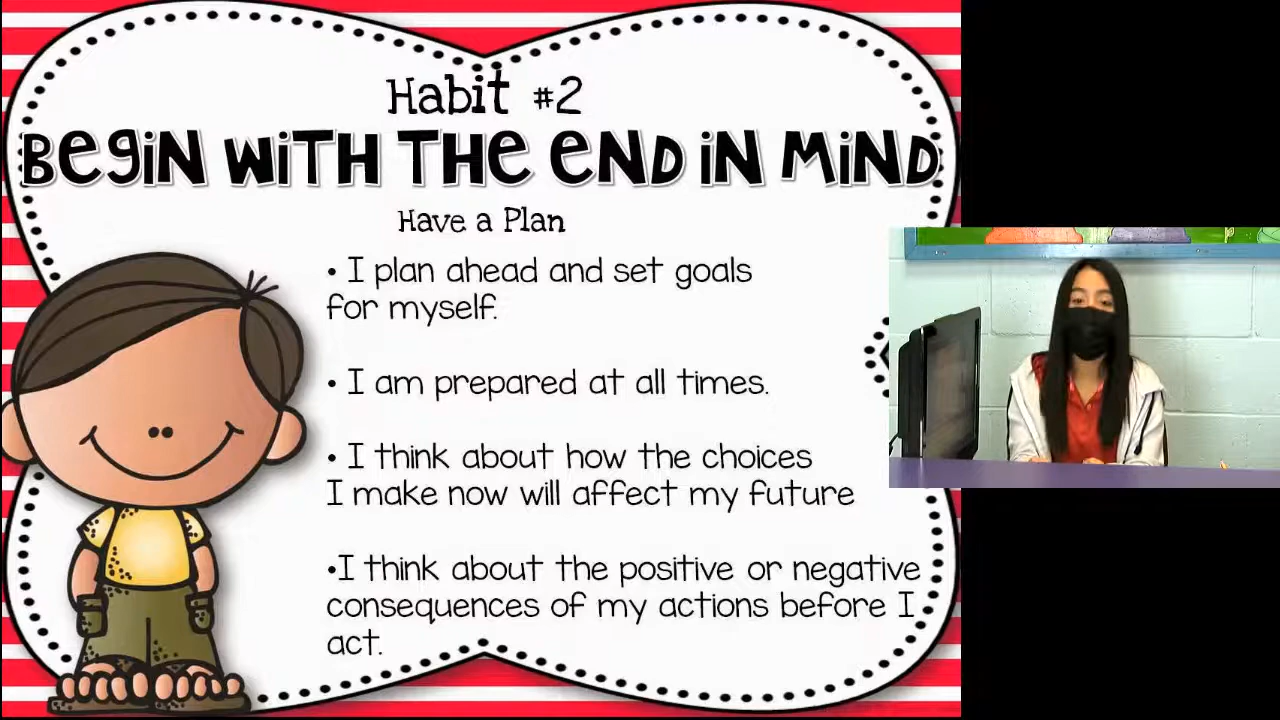 Habit #2
Begin with the end in mind
Have a Plan
• I plan ahead and set goals
for myself.
• I am prepared at all times.
• I think about how the choices
I make now will affect my future
•I think about the positive or negative
consequences of my actions before I
act.